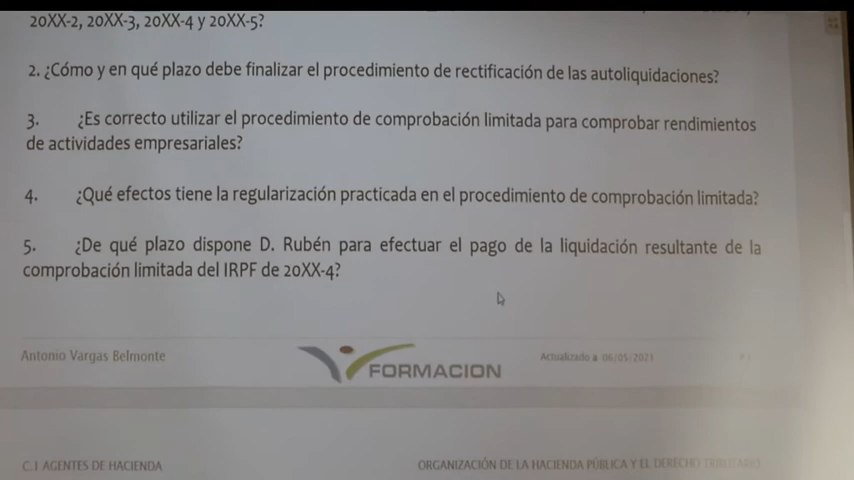 20XX-2, 20XX-3, 20XX-4 y 20XX-5?
2. ¿Cómo y en qué plazo debe finalizar el procedimiento de rectificación de las autoliquidaciones?
3. ¿Es correcto utilizar el procedimiento de comprobación limitada para comprobar rendimientos
de actividades empresariales?
4. ¿Qué efectos tiene la regularización practicada en el procedimiento de comprobación limitada?
5. ¿De qué plazo dispone D. Rubén para efectuar el pago de la liquidación resultante de la
comprobación limitada del IRPF de 20XX-4?
Antonio Vargas Belmonte
FORMACION
Actualizado a 06/05/2021
C.1 AGENTES DE HACIENDA
ORGANIZACIÓN DE LA HACIENDA PÚBLICA Y EL DERECHO TRIBUTARIO